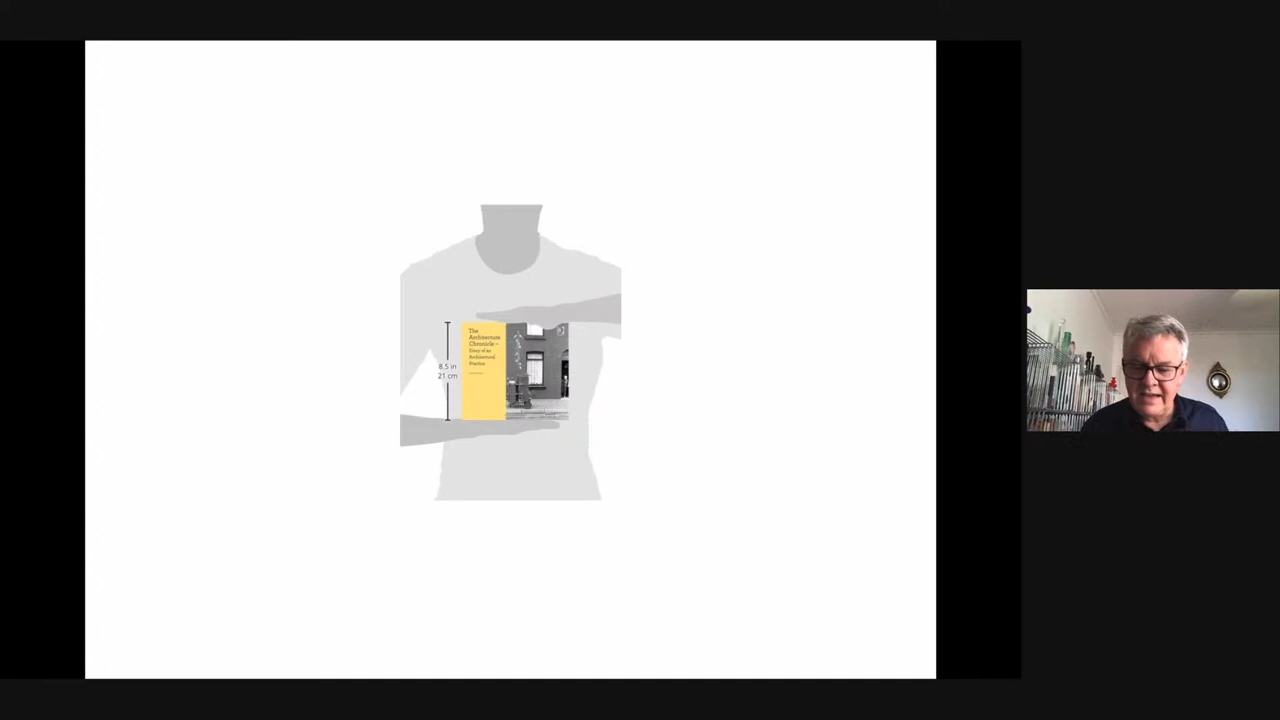 The
Architecture
Chronicle –
Diary of an
Architectural
Practice
8.5 in
21 cm